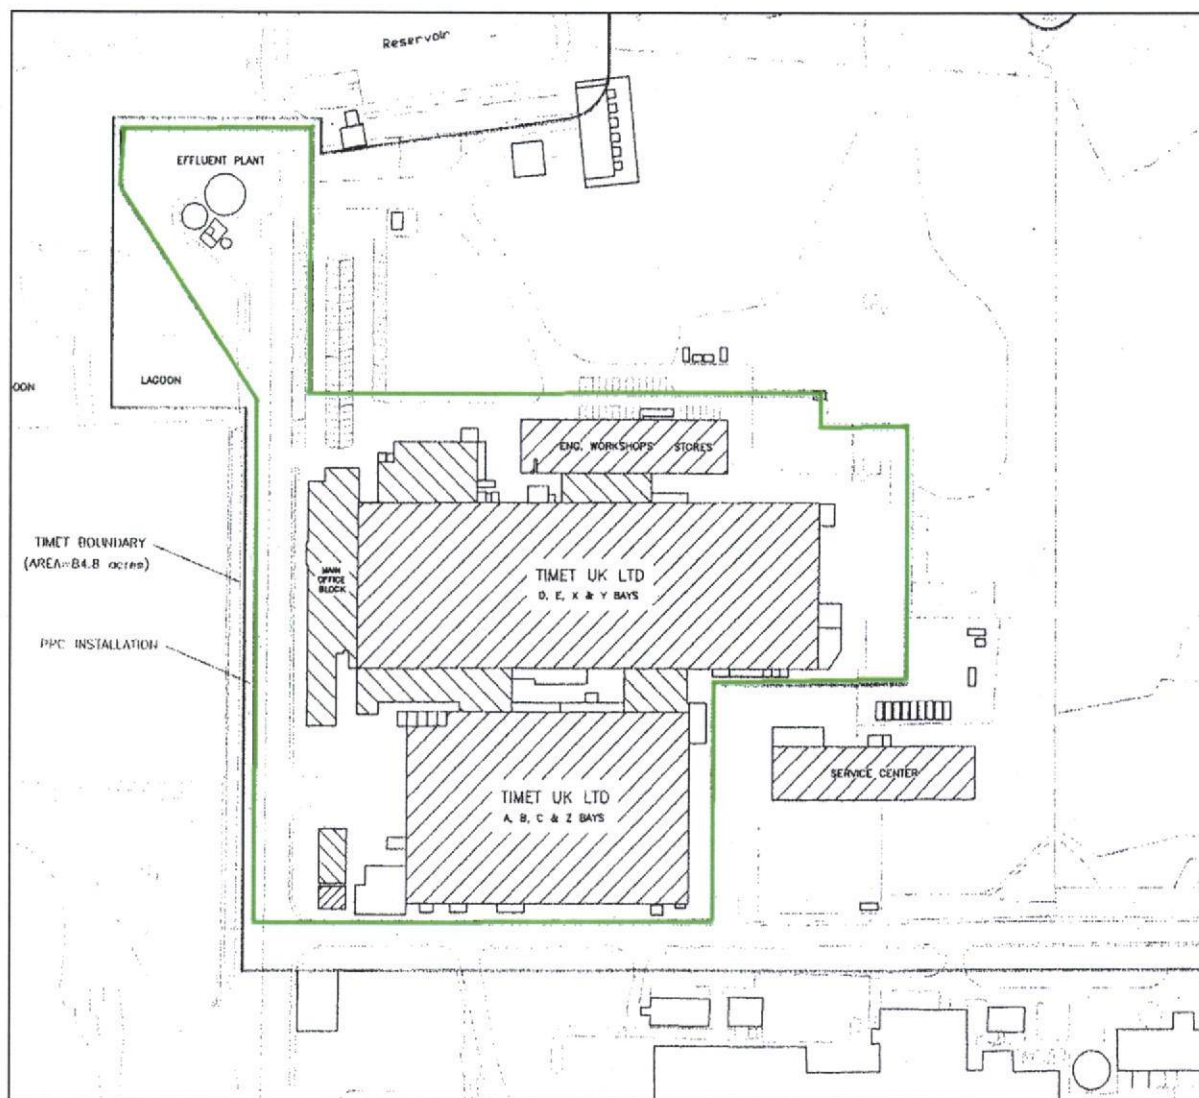 Reservoir
EFFLUENT PLANT
OON
LAGOON
ENG. WORKSHOPS STORES
TIMET BOUNDARY
(AREA=84.8 acres)
MAIN
OFFICE
BLOCK
TIMET UK LTD
D, E, X & Y BAYS
PPC INSTALLATION
SERVICE CENTER
TIMET UK LTD
A, B, C & Z BAYS